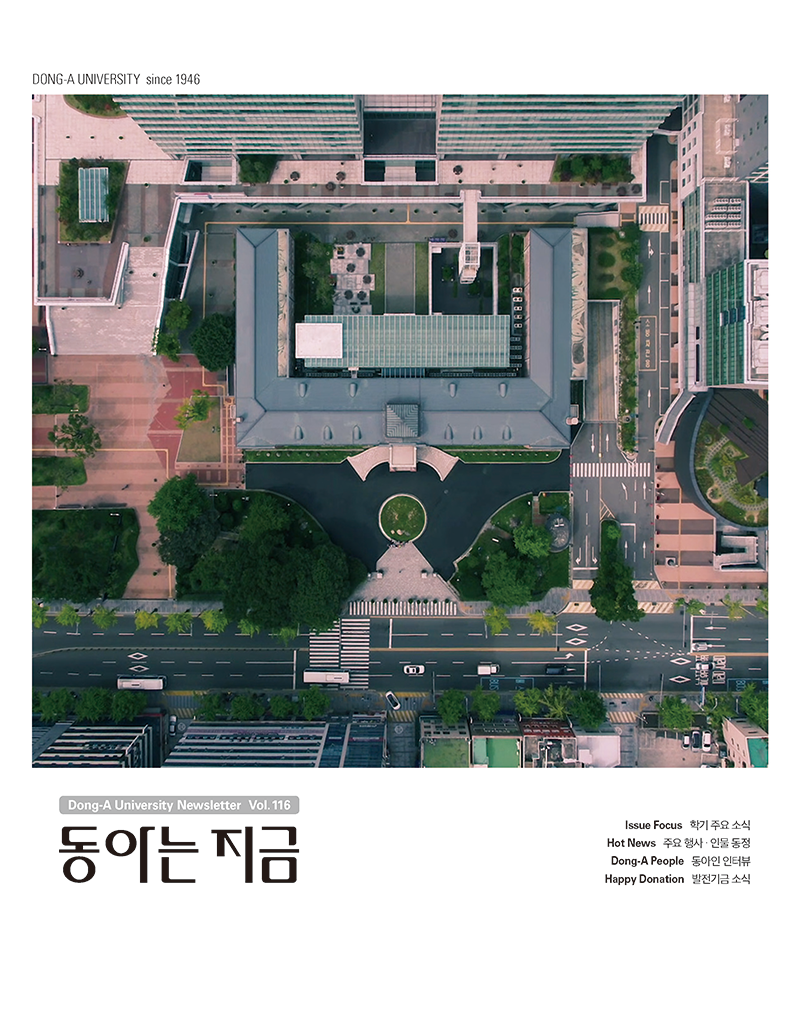 DONG-A UNIVERSITY since 1946
Dong-A University Newsletter Vol. 116
동아는 지금
Issue Focus 학기 주요 소식
Hot News 주요 행사 · 인물 동정
Dong-A People 동아인 인터뷰
Happy Donation 발전기금 소식